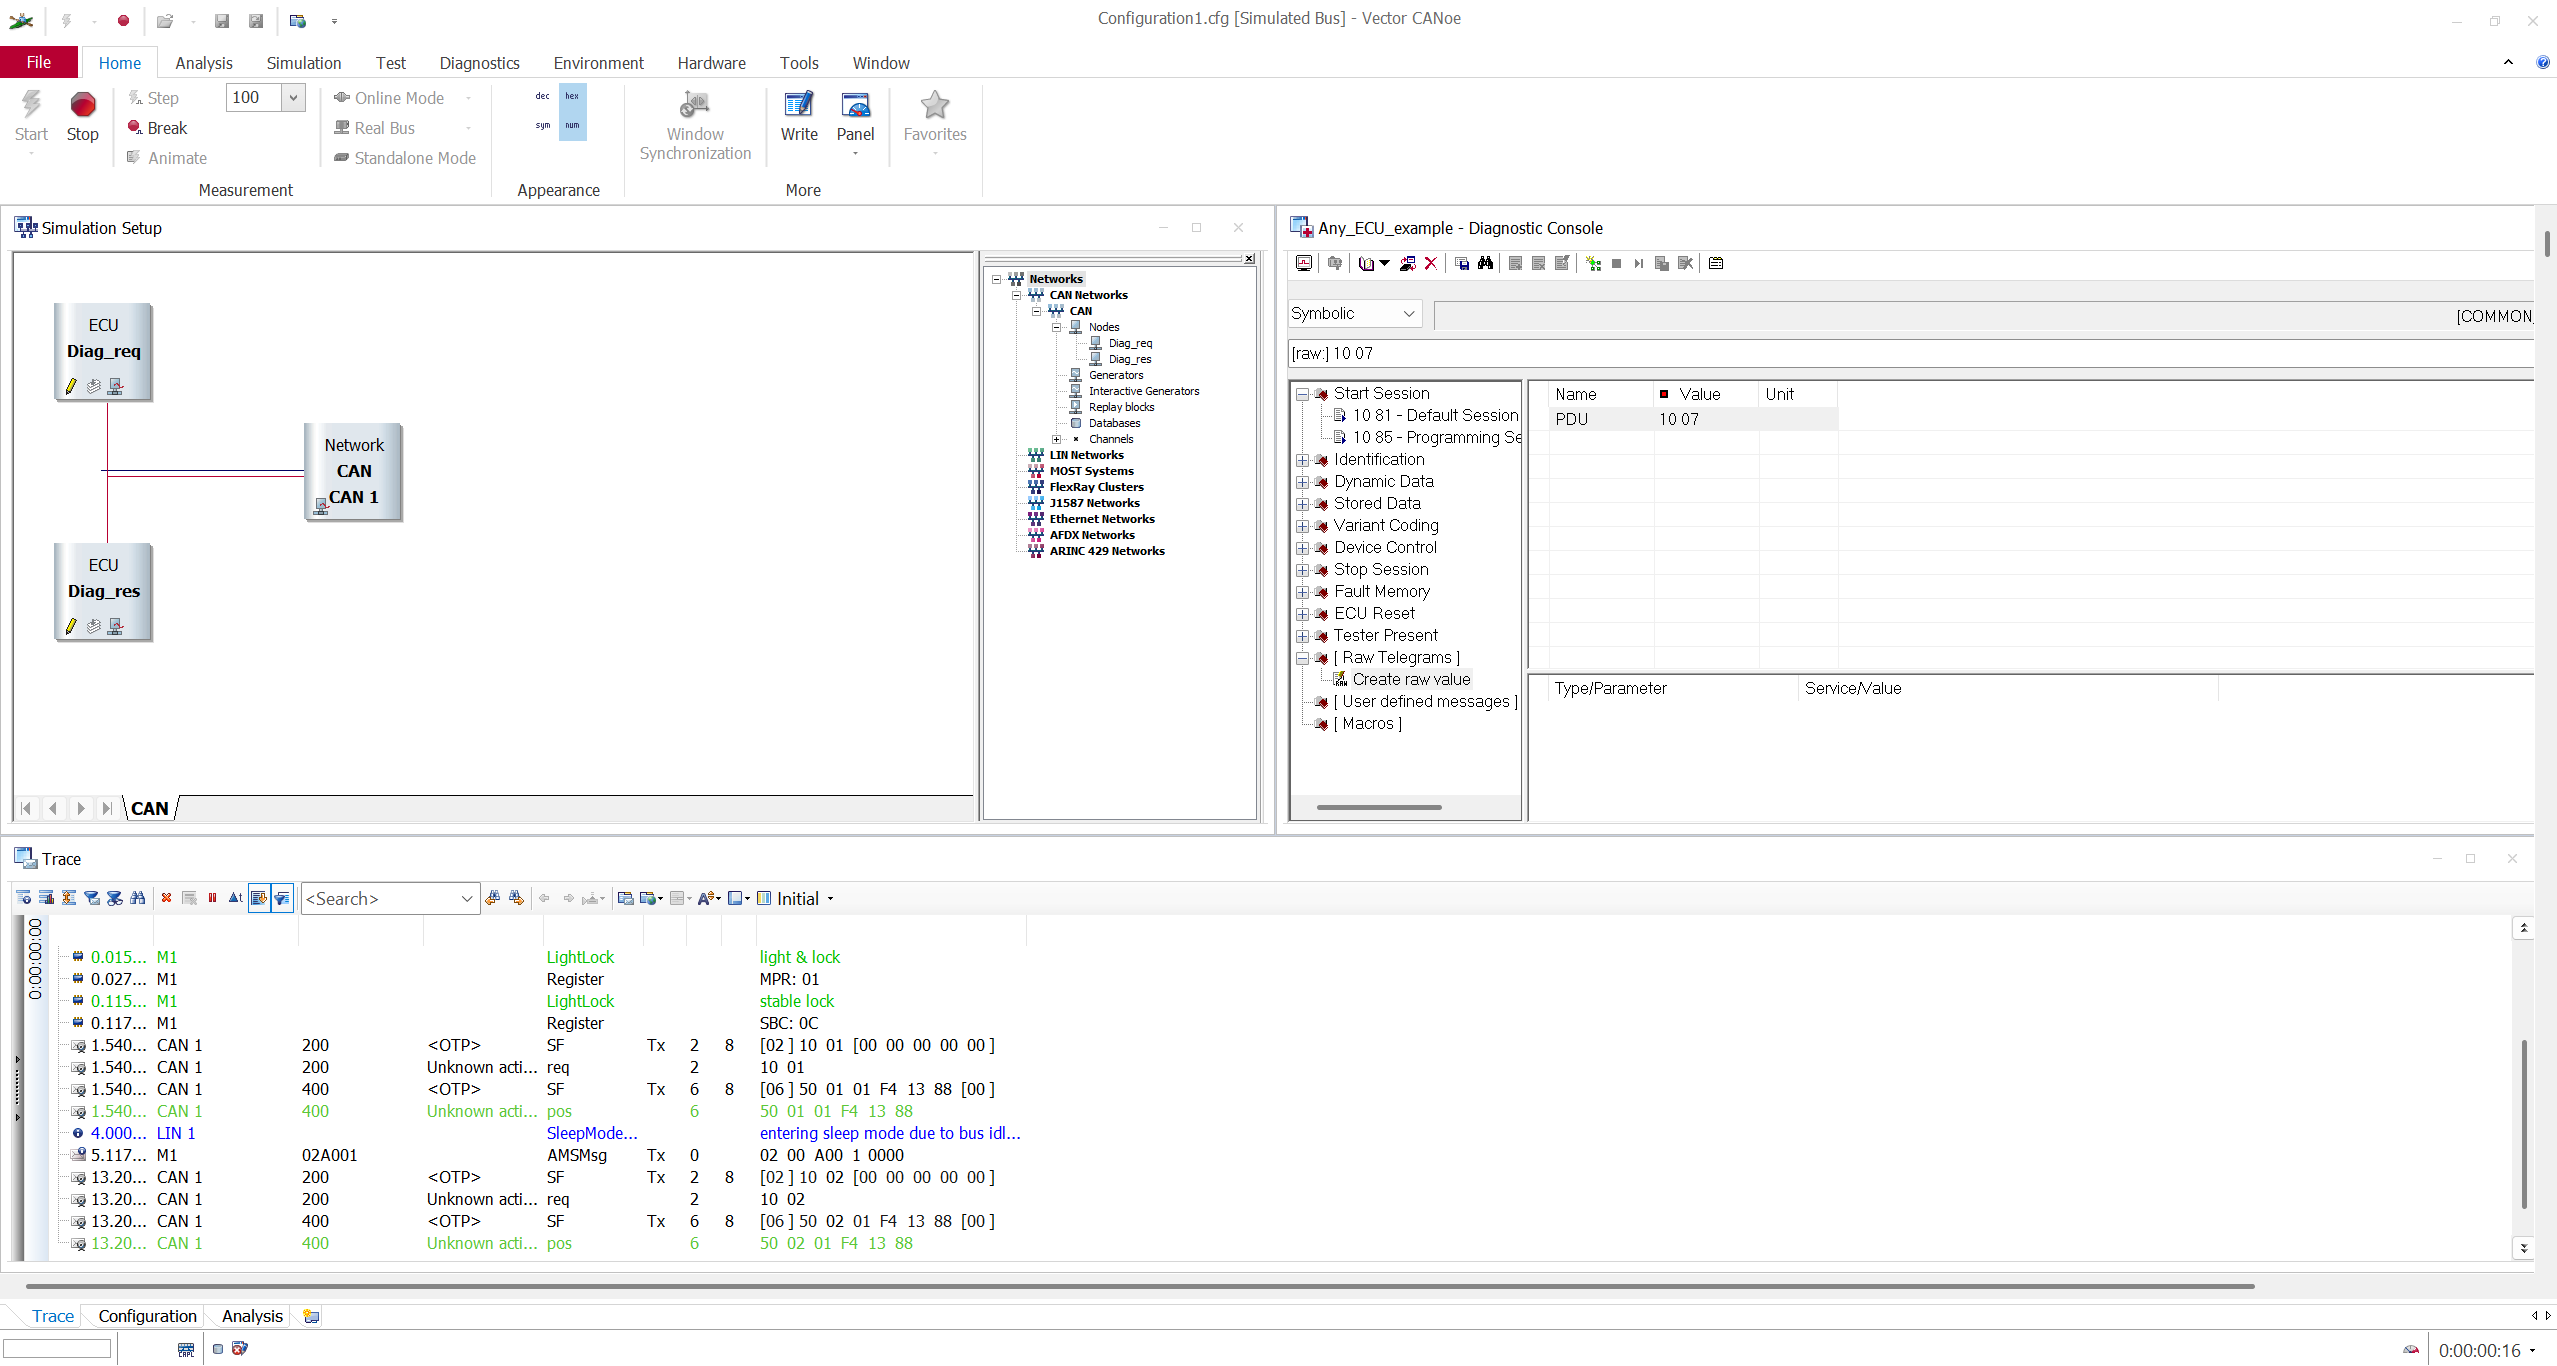 Configuration1.cfg [Simulated Bus] - Vector CANoe
File Home Analysis Simulation Test Diagnostics Environment Hardware Tools Window
Start
Stop
Step
Break
Animate
100
Online Mode
Real Bus
Standalone Mode
Measurement
dec hex
sym num
Appearance
Window
Synchronization
Write
Panel
More
Favorites
Simulation Setup
ECU
Diag_req
Network
CAN
CAN 1
ECU
Diag_res
CAN
Networks
CAN Networks
CAN
Nodes
Diag_req
Diag_res
Generators
Interactive Generators
Replay blocks
Databases
Channels
LIN Networks
MOST Systems
FlexRay Clusters
J1587 Networks
Ethernet Networks
AFDX Networks
ARINC 429 Networks
Any_ECU_example - Diagnostic Console
Symbolic
[COMMON
[raw:] 10 07
Start Session
10 81 - Default Session
10 85 - Programming Se
Identification
Dynamic Data
Stored Data
Variant Coding
Device Control
Stop Session
Fault Memory
ECU Reset
Tester Present
[ Raw Telegrams ]
Create raw value
[ User defined messages ]
[ Macros ]
Name Value Unit
PDU 10 07
Type/Parameter Service/Value
Trace
<Search>
Initial
0:00:00:00
0.015... M1 LightLock light & lock
0.027... M1 Register MPR: 01
0.115... M1 LightLock stable lock
0.117... M1 Register SBC: 0C
1.540... CAN 1 200 <OTP> SF Tx 2 8 [02 ] 10 01 [00 00 00 00 00 ]
1.540... CAN 1 200 Unknown acti... req 2 10 01
1.540... CAN 1 400 <OTP> SF Tx 6 8 [06 ] 50 01 01 F4 13 88 [00 ]
1.540... CAN 1 400 Unknown acti... pos 6 50 01 01 F4 13 88
4.000... LIN 1 SleepMode... entering sleep mode due to bus idl...
5.117... M1 02A001 AMSMsg Tx 0 02 00 A00 1 0000
13.20... CAN 1 200 <OTP> SF Tx 2 8 [02 ] 10 02 [00 00 00 00 00 ]
13.20... CAN 1 200 Unknown acti... req 2 10 02
13.20... CAN 1 400 <OTP> SF Tx 6 8 [06 ] 50 02 01 F4 13 88 [00 ]
13.20... CAN 1 400 Unknown acti... pos 6 50 02 01 F4 13 88
Trace Configuration Analysis
CAPL
0:00:00:16